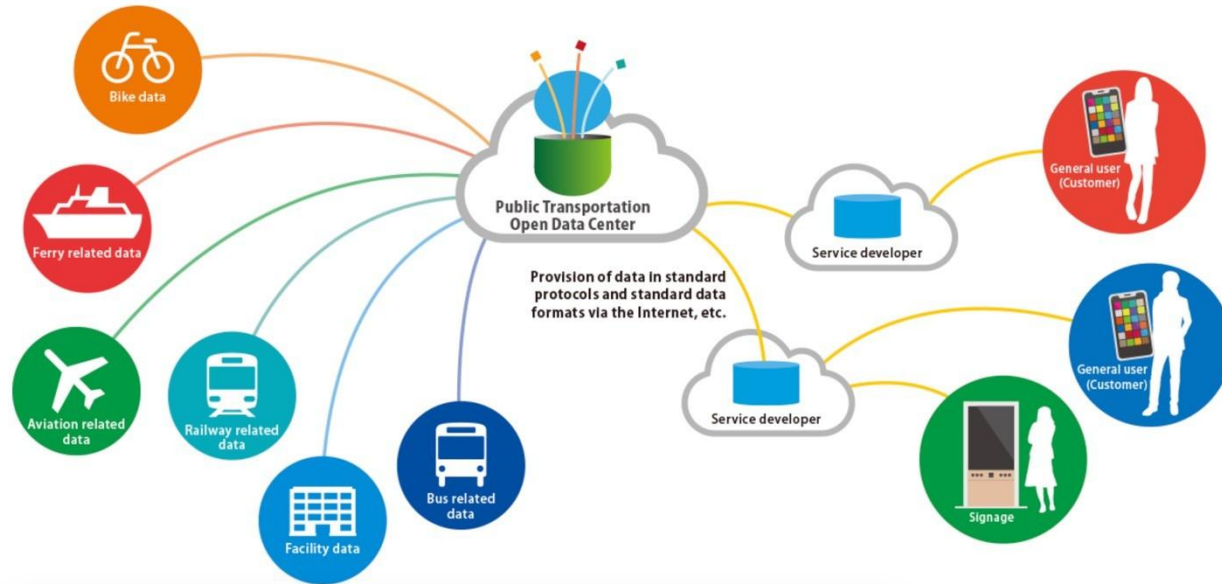 Bike data
Ferry related data
Aviation related
data
Railway related
data
Facility data
Bus related
data
Public Transportation
Open Data Center
Provision of data in standard
protocols and standard data
formats via the Internet, etc.
Service developer
Service developer
General user
(Customer)
General user
(Customer)
Signage